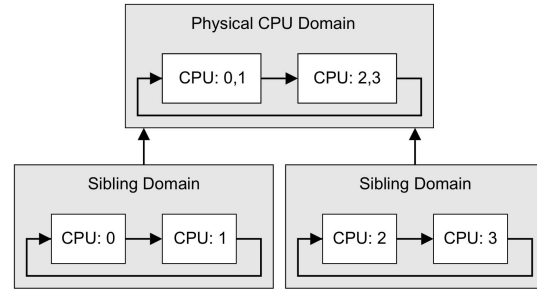 Physical CPU Domain
CPU: 0,1
CPU: 2,3
Sibling Domain
CPU: 0
CPU: 1
Sibling Domain
CPU: 2
CPU: 3